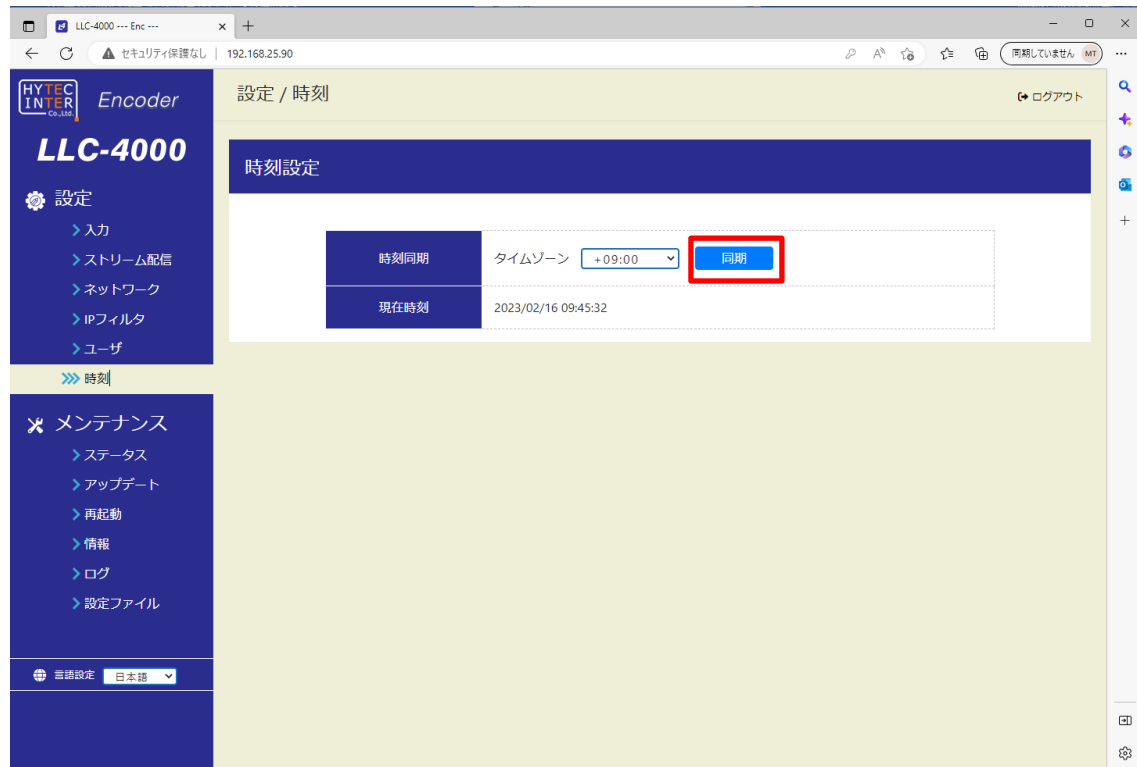 LLC-4000 --- Enc ---
セキュリティ保護なし | 192.168.25.90
同期していません MT
HYTEC INTER Co.,Ltd.
Encoder
LLC-4000
設定
入力
ストリーム配信
ネットワーク
IPフィルタ
ユーザ
時刻
メンテナンス
ステータス
アップデート
再起動
情報
ログ
設定ファイル
言語設定 日本語
設定 / 時刻
ログアウト
時刻設定
時刻同期 タイムゾーン +09:00 同期
現在時刻 2023/02/16 09:45:32